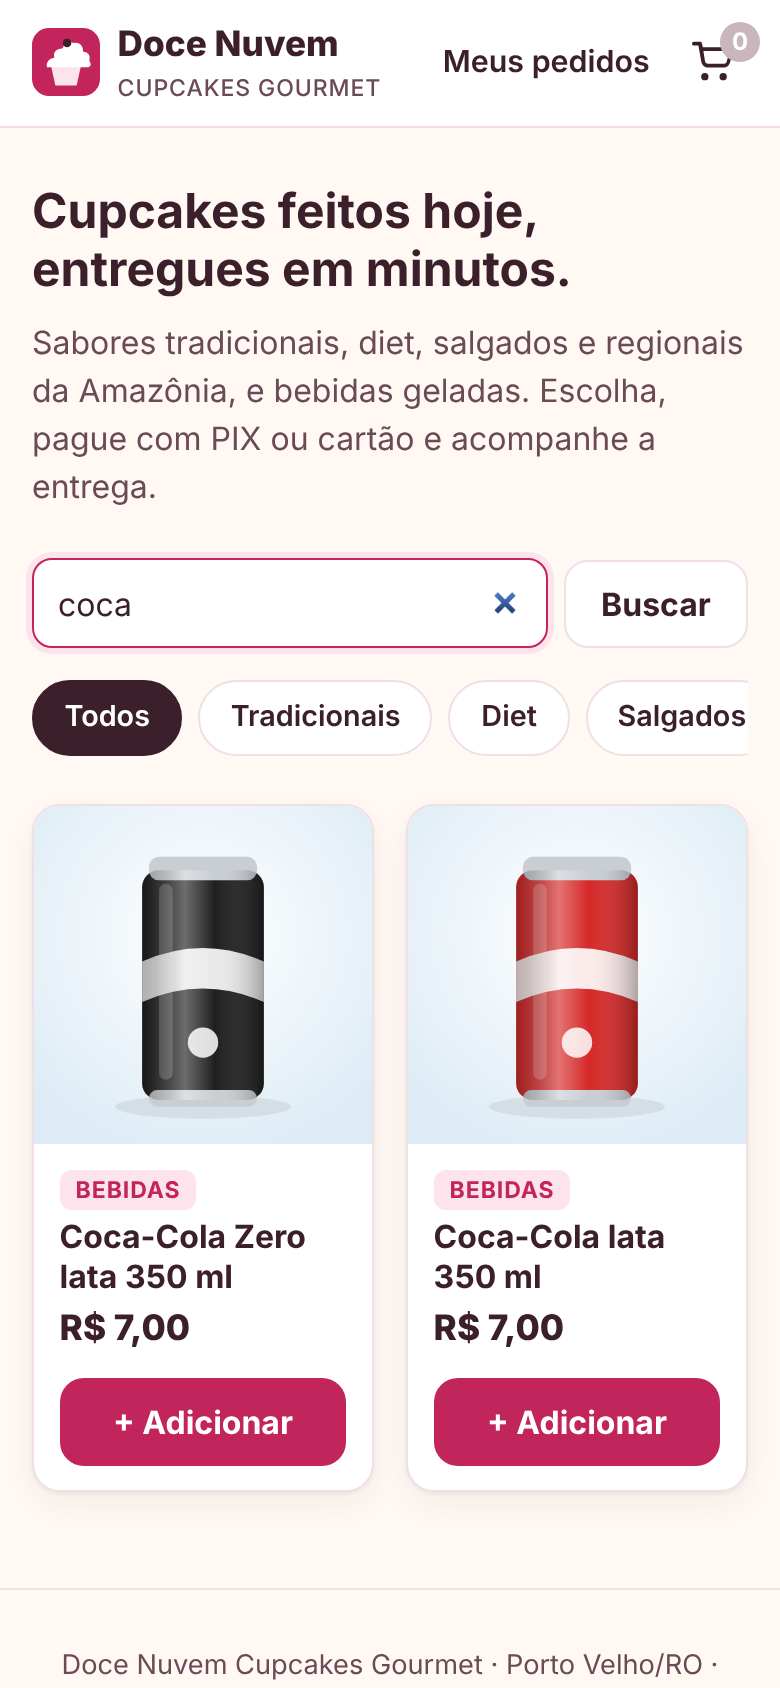 Doce Nuvem
CUPCAKES GOURMET
Meus pedidos
0
Cupcakes feitos hoje,
entregues em minutos.
Sabores tradicionais, diet, salgados e regionais
da Amazônia, e bebidas geladas. Escolha,
pague com PIX ou cartão e acompanhe a
entrega.
coca
Buscar
Todos
Tradicionais
Diet
Salgados
BEBIDAS
Coca-Cola Zero
lata 350 ml
R$ 7,00
+ Adicionar
BEBIDAS
Coca-Cola lata
350 ml
R$ 7,00
+ Adicionar
Doce Nuvem Cupcakes Gourmet · Porto Velho/RO ·